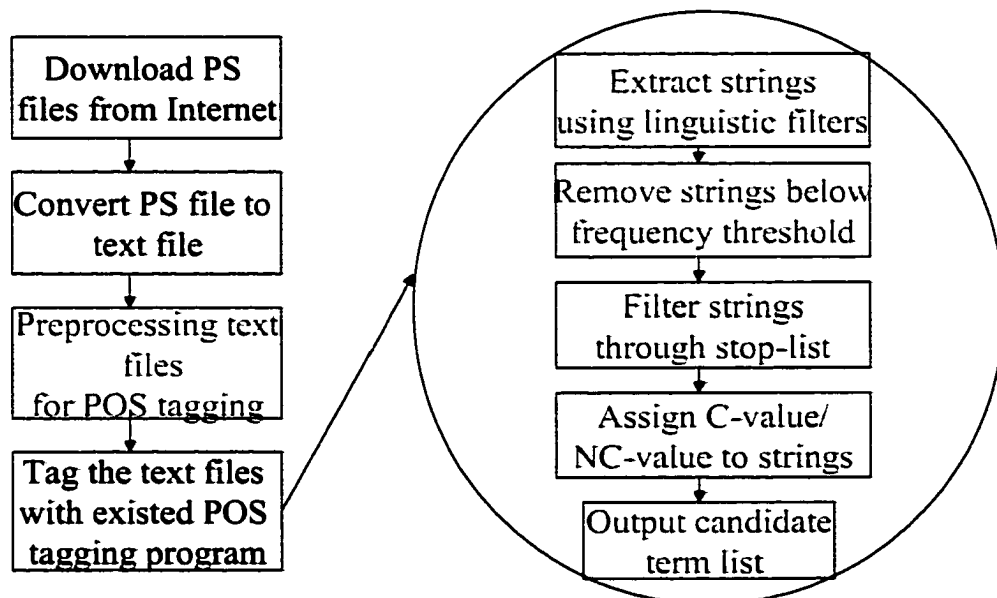 Download PS
files from Internet
Convert PS file to
text file
Preprocessing text
files
for POS tagging
Tag the text files
with existed POS
tagging program
Extract strings
using linguistic filters
Remove strings below
frequency threshold
Filter strings
through stop-list
Assign C-value/
NC-value to strings
Output candidate
term list